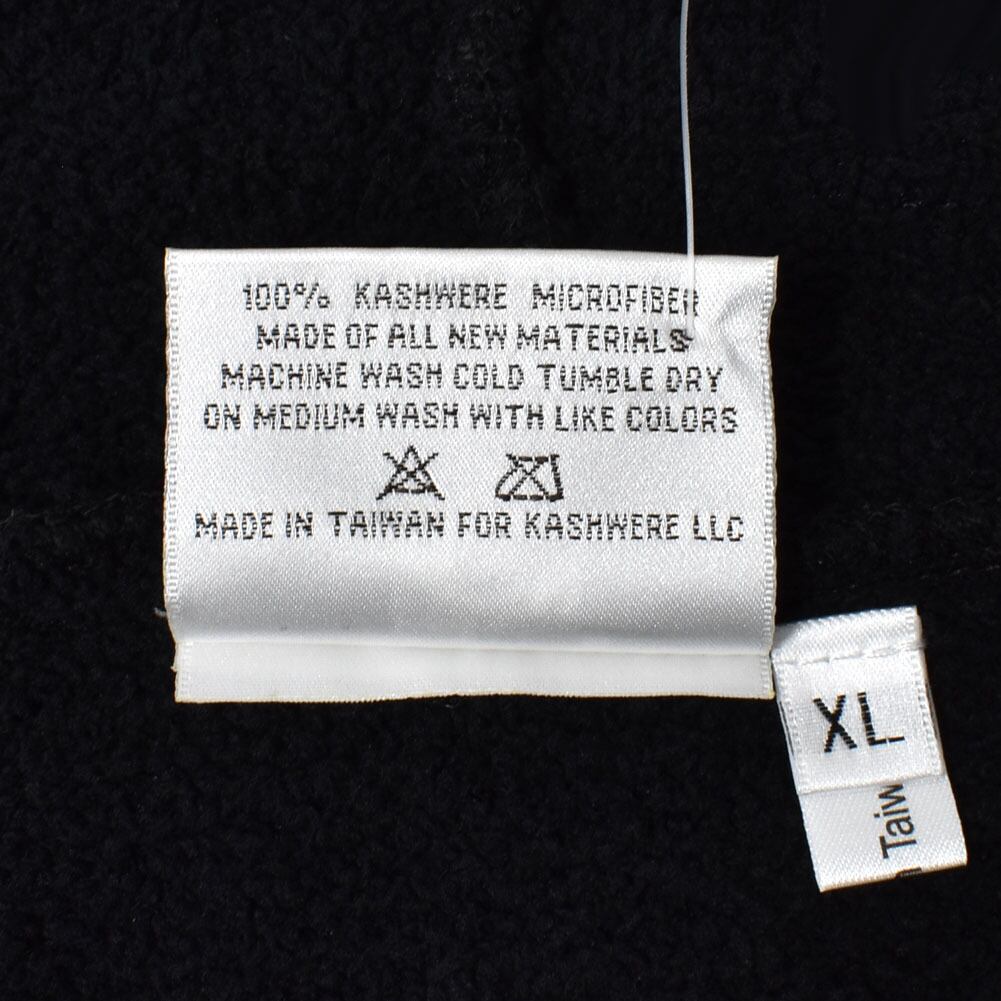 100% KASHWERE MICROFIBER
MADE OF ALL NEW MATERIALS
MACHINE WASH COLD TUMBLE DRY
ON MEDIUM WASH WITH LIKE COLORS
MADE IN TAIWAN FOR KASHWERE LLC
XL
Taiw